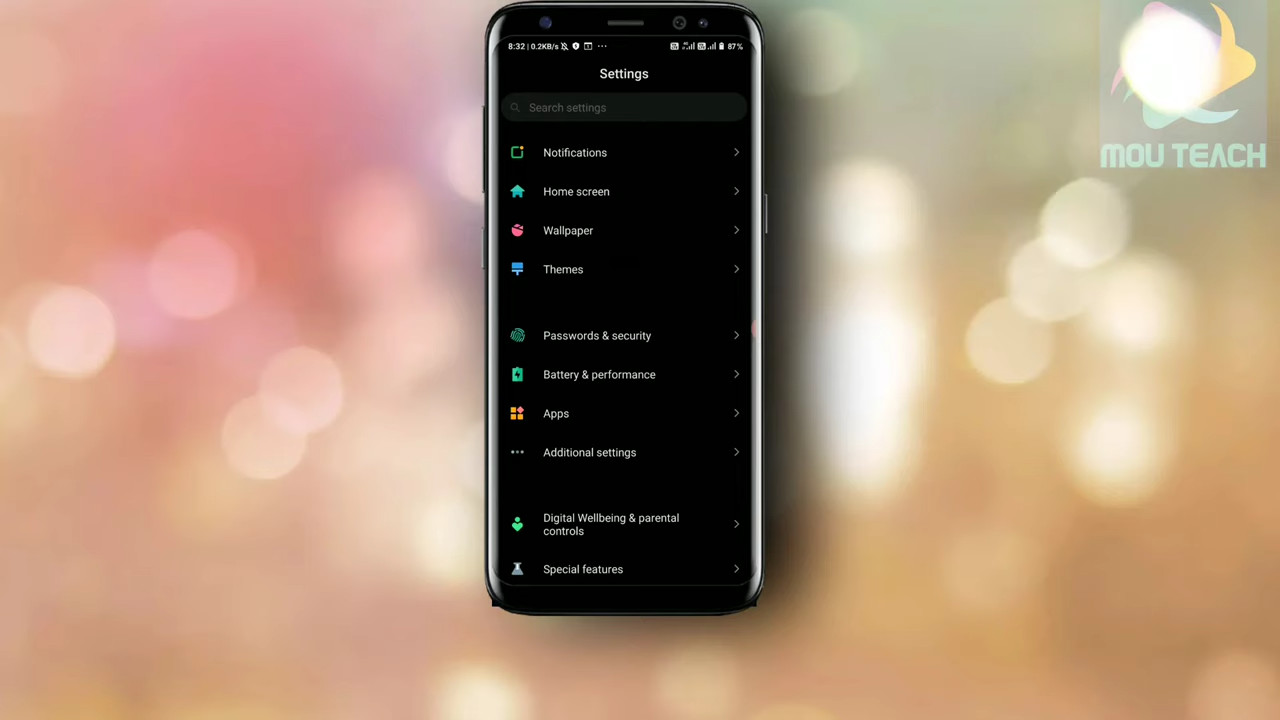 8:32 | 0.2KB/s ... 87%
Settings
Search settings
Notifications
Home screen
Wallpaper
Themes
Passwords & security
Battery & performance
Apps
Additional settings
Digital Wellbeing & parental
controls
Special features
MOU TEACH